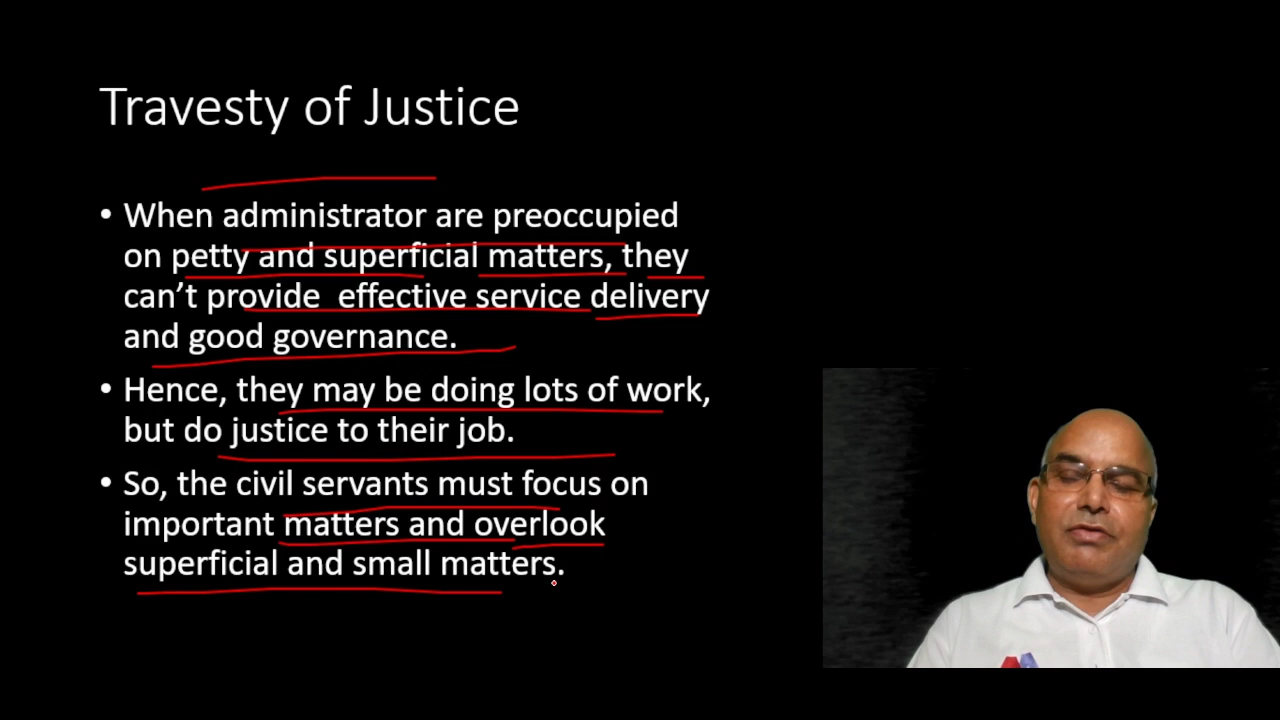 Travesty of Justice
• When administrator are preoccupied
on petty and superficial matters, they
can't provide effective service delivery
and good governance.
• Hence, they may be doing lots of work,
but do justice to their job.
• So, the civil servants must focus on
important matters and overlook
superficial and small matters.